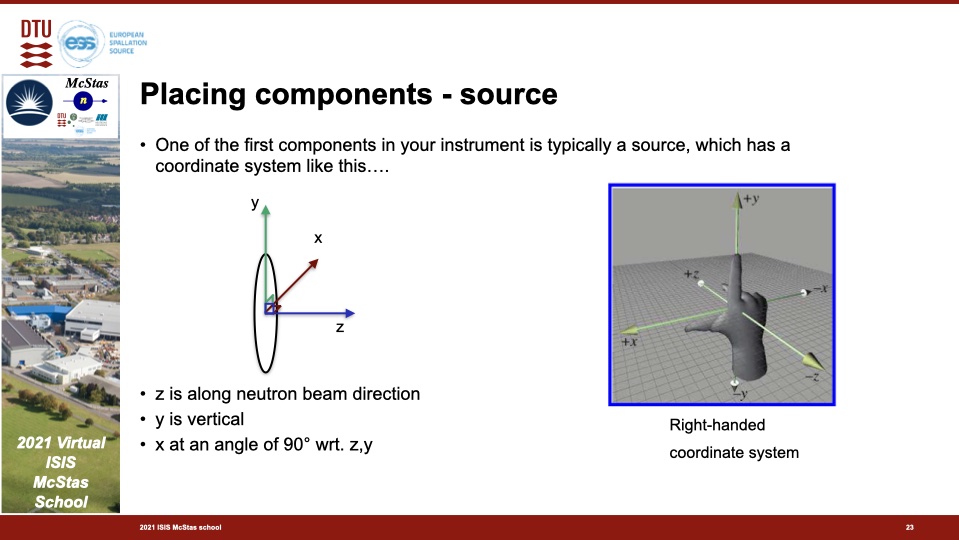 DTU
ess
EUROPEAN
SPALLATION
SOURCE
McStas
n
DTU
Placing components - source
• One of the first components in your instrument is typically a source, which has a
coordinate system like this….
y
x
z
+y
+z
-x
+x
-z
-y
• z is along neutron beam direction
• y is vertical
• x at an angle of 90° wrt. z,y
Right-handed
coordinate system
2021 Virtual
ISIS
McStas
School
2021 ISIS McStas school
23